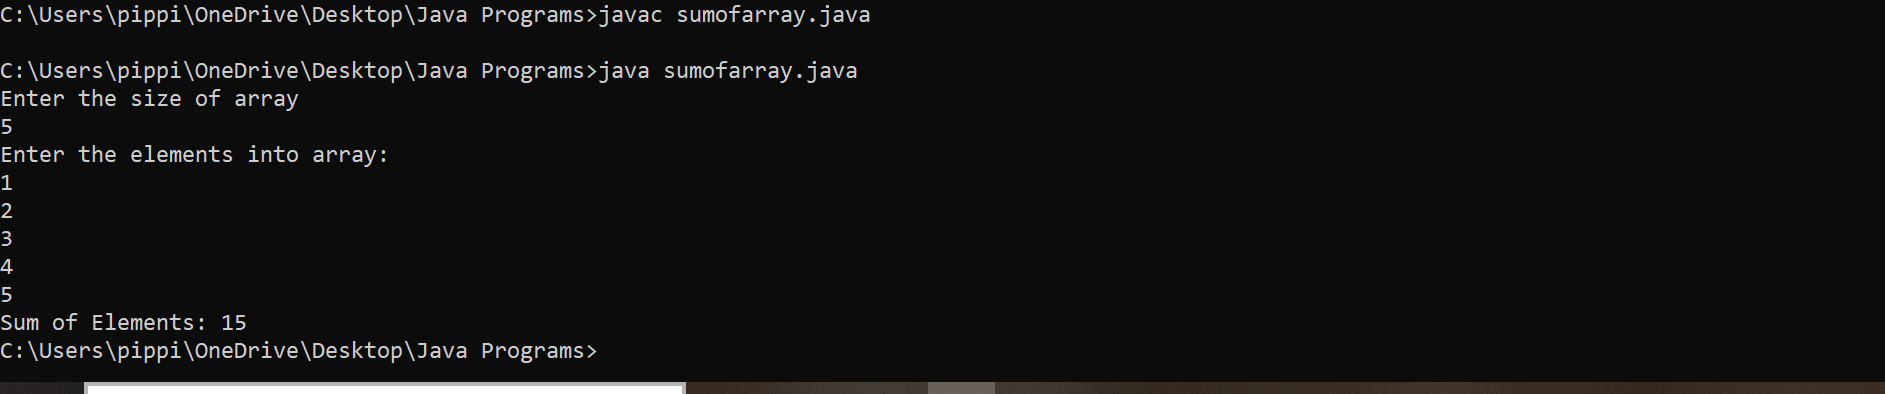 C:\Users\pippi\OneDrive\Desktop\Java Programs>javac sumofarray.java
C:\Users\pippi\OneDrive\Desktop\Java Programs>java sumofarray.java
Enter the size of array
5
Enter the elements into array:
1
2
3
4
5
Sum of Elements: 15
C:\Users\pippi\OneDrive\Desktop\Java Programs>